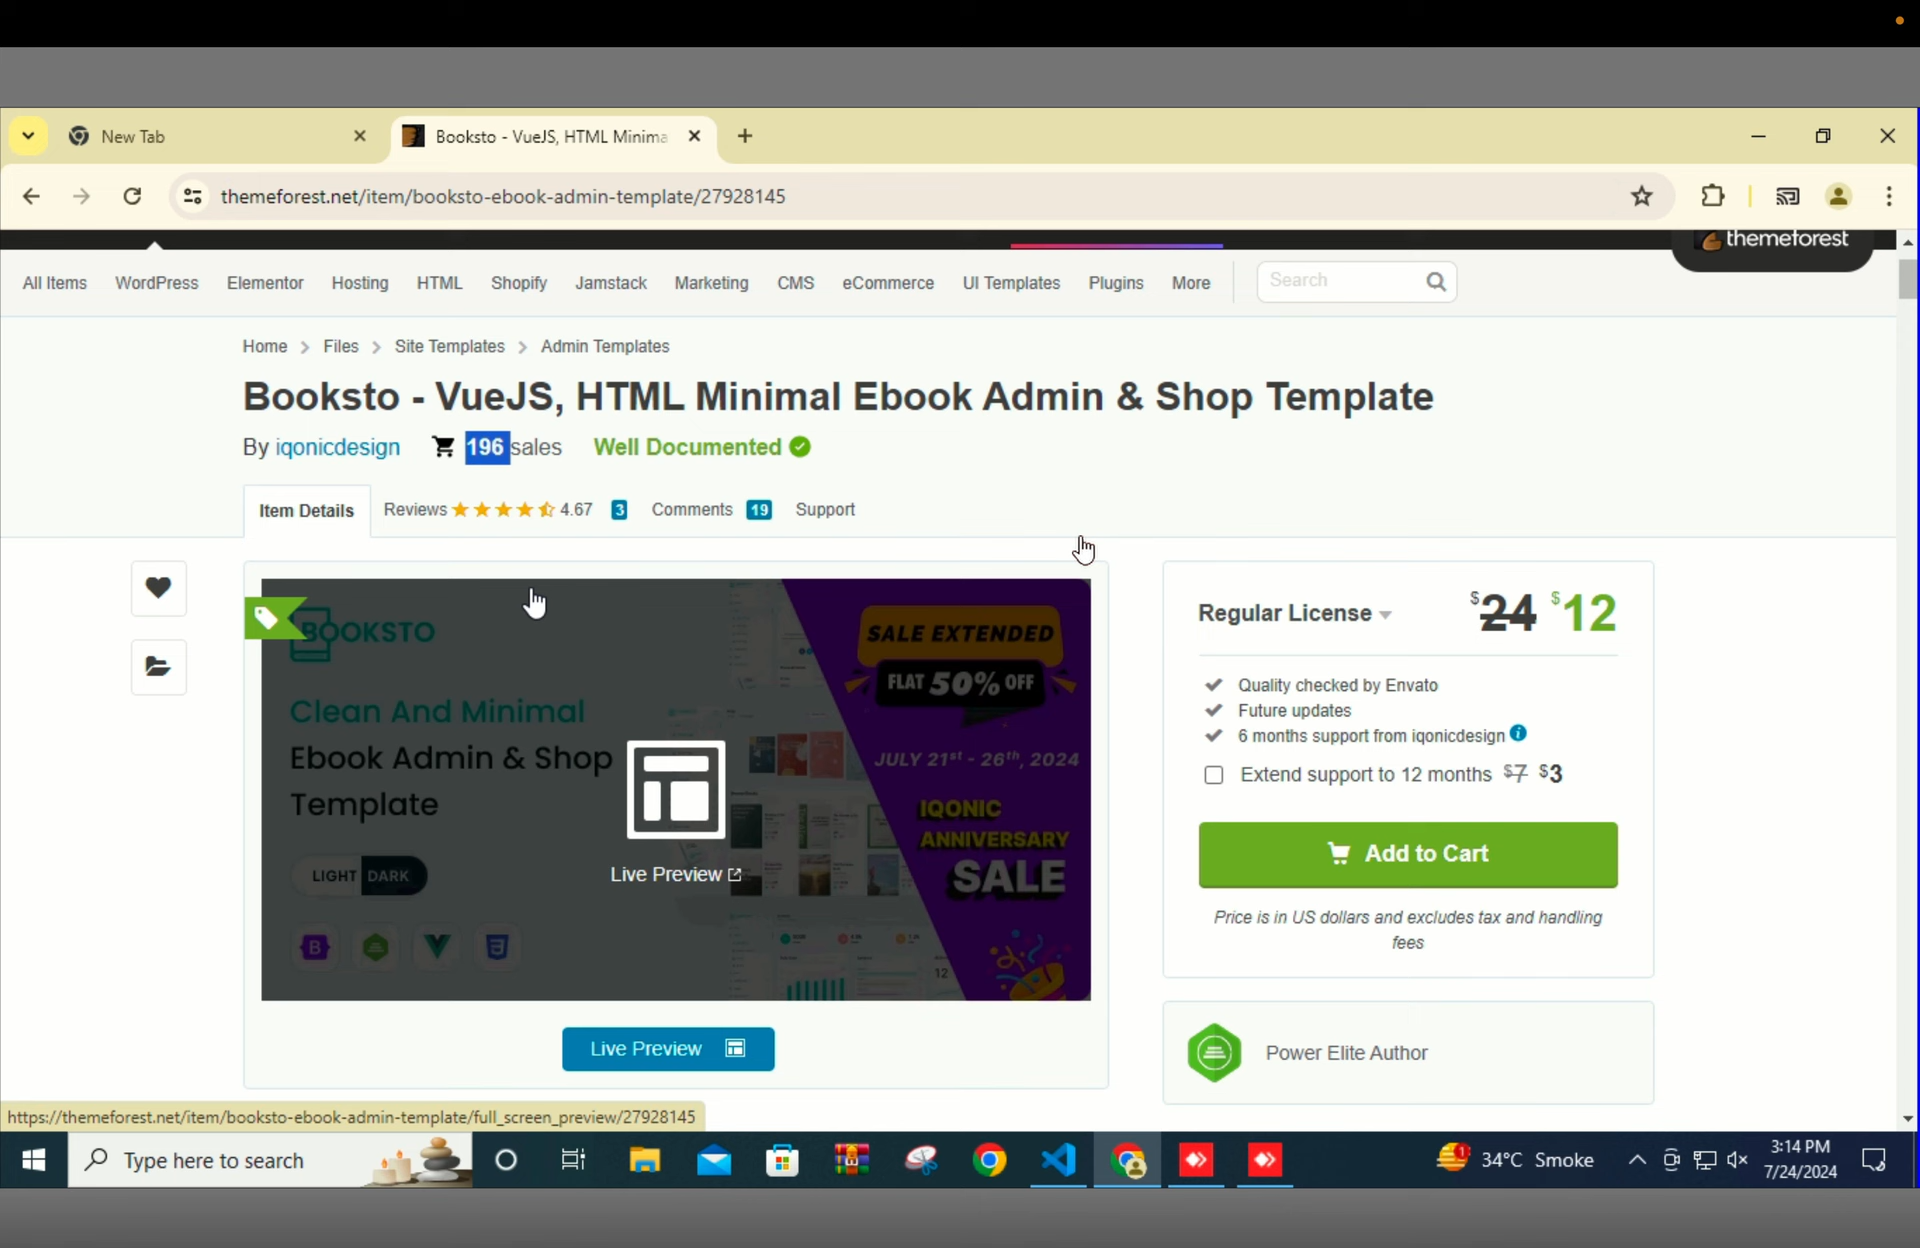 New Tab
Booksto - VueJS, HTML Minima
themeforest.net/item/booksto-ebook-admin-template/27928145
themeforest
All Items WordPress Elementor Hosting HTML Shopify Jamstack Marketing CMS eCommerce UI Templates Plugins More Search
Home > Files > Site Templates > Admin Templates
Booksto - VueJS, HTML Minimal Ebook Admin & Shop Template
By iqonicdesign 196 sales Well Documented
Item Details Reviews 4.67 3 Comments 19 Support
BOOKSTO
Clean And Minimal
Ebook Admin & Shop
Template
LIGHT DARK
B
Live Preview
SALE EXTENDED
FLAT 50% OFF
JULY 21st - 26th, 2024
IQONIC
ANNIVERSARY
SALE
12
Live Preview
Regular License $24 $12
Quality checked by Envato
Future updates
6 months support from iqonicdesign
Extend support to 12 months $7 $3
Add to Cart
Price is in US dollars and excludes tax and handling
fees
Power Elite Author
https://themeforest.net/item/booksto-ebook-admin-template/full_screen_preview/27928145
Type here to search
1
34°C Smoke
3:14 PM
7/24/2024